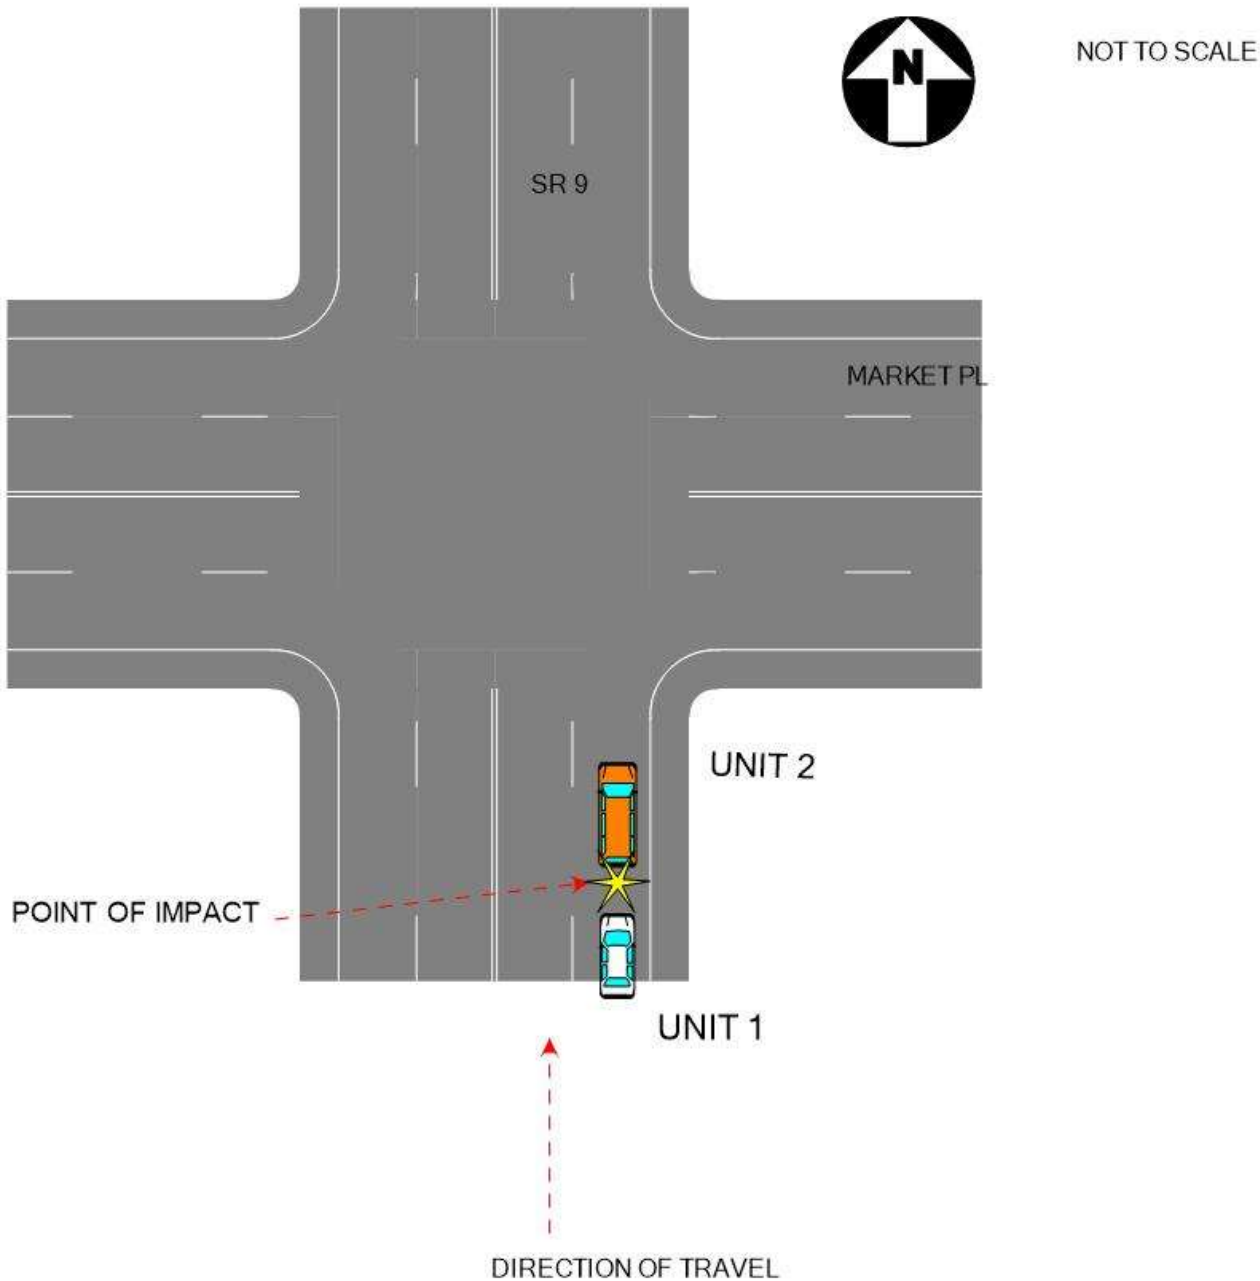 N
NOT TO SCALE
SR 9
MARKET PL
UNIT 2
POINT OF IMPACT
UNIT 1
DIRECTION OF TRAVEL